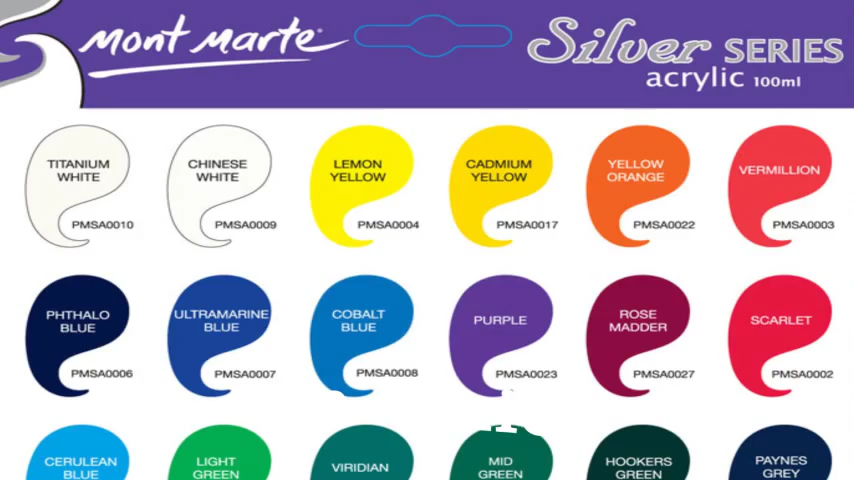 Mont Marte
Silver SERIES
acrylic 100ml
TITANIUM
WHITE
PMSA0010
CHINESE
WHITE
PMSA0009
LEMON
YELLOW
PMSA0004
CADMIUM
YELLOW
PMSA0017
YELLOW
ORANGE
PMSA0022
VERMILLION
PMSA0003
PHTHALO
BLUE
PMSA0006
ULTRAMARINE
BLUE
PMSA0007
COBALT
BLUE
PMSA0008
PURPLE
PMSA0023
ROSE
MADDER
PMSA0027
SCARLET
PMSA0002
CERULEAN
BLUE
LIGHT
GREEN
VIRIDIAN
MID
GREEN
HOOKERS
GREEN
PAYNES
GREY